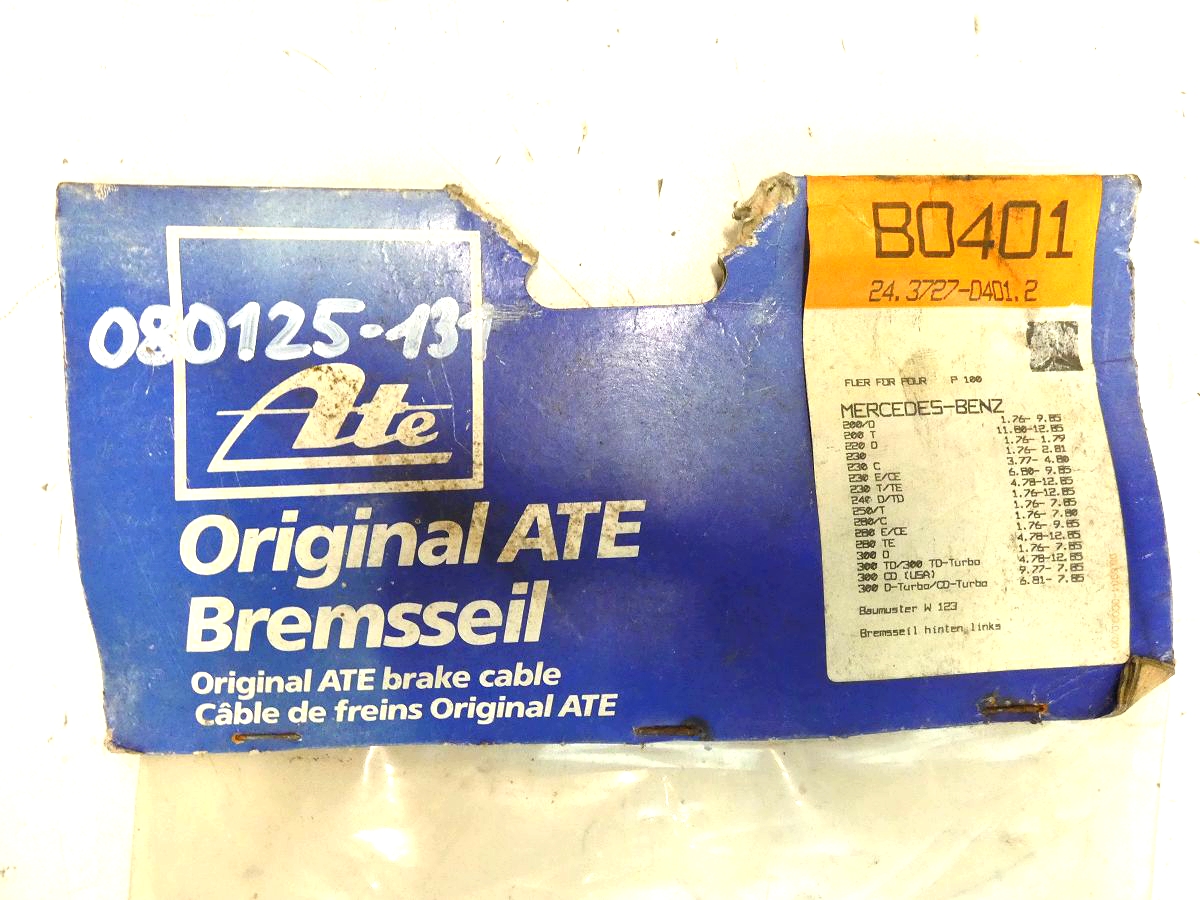 080125-131
Ate
Original ATE
Bremsseil
Original ATE brake cable
Câble de freins Original ATE
B0401
24.3727-0401.2
FUER FOR POUR P 100
MERCEDES-BENZ
200/D 1.76- 9.85
200 T 11.80-12.85
220 D 1.76- 1.79
230 1.76- 2.81
230 C 3.77- 4.80
230 E/CE 6.80- 9.85
230 T/TE 4.78-12.85
240 D/TD 1.76-12.85
250/T 1.76- 7.85
280/C 1.76- 7.80
280 E/CE 1.76- 9.85
280 TE 4.78-12.85
300 D 1.76- 7.85
300 TD/300 TD-Turbo 4.78-12.85
300 CD (USA) 9.77- 7.85
300 D-Turbo/CD-Turbo 6.81- 7.85
Baumuster W 123
Bremsseil hinten links